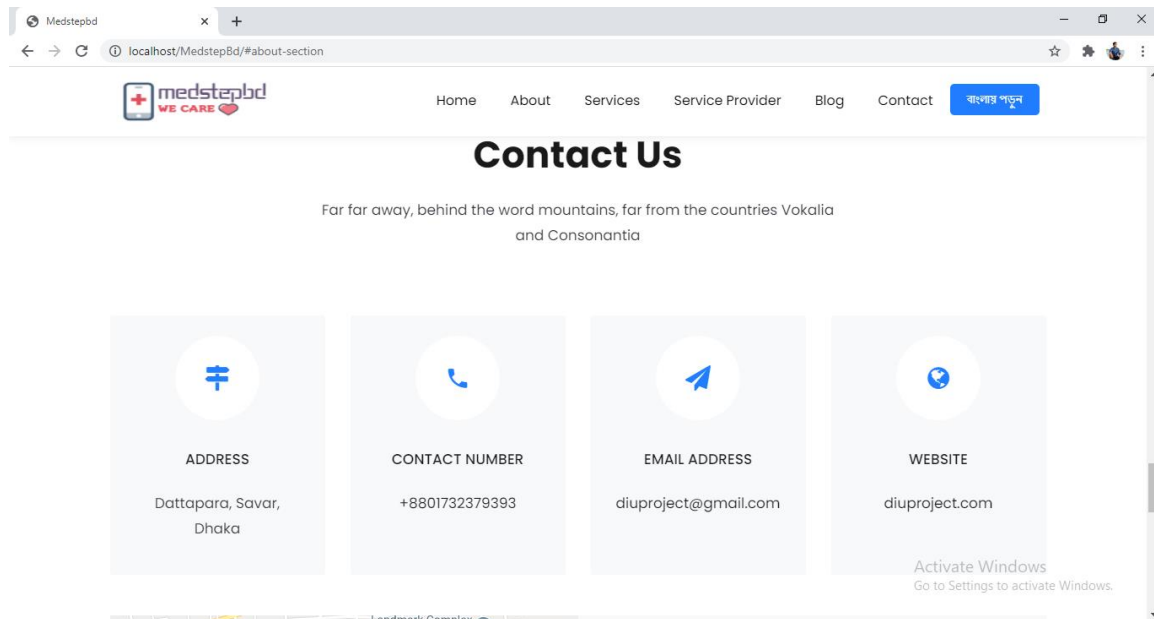 Medstepbd
localhost/MedstepBd/#about-section
medstepbd
WE CARE
Home About Services Service Provider Blog Contact বাংলায় পড়ুন
Contact Us
Far far away, behind the word mountains, far from the countries Vokalia
and Consonantia
ADDRESS
Dattapara, Savar,
Dhaka
CONTACT NUMBER
+8801732379393
EMAIL ADDRESS
diuproject@gmail.com
WEBSITE
diuproject.com
Activate Windows
Go to Settings to activate Windows.
Landmark Complex